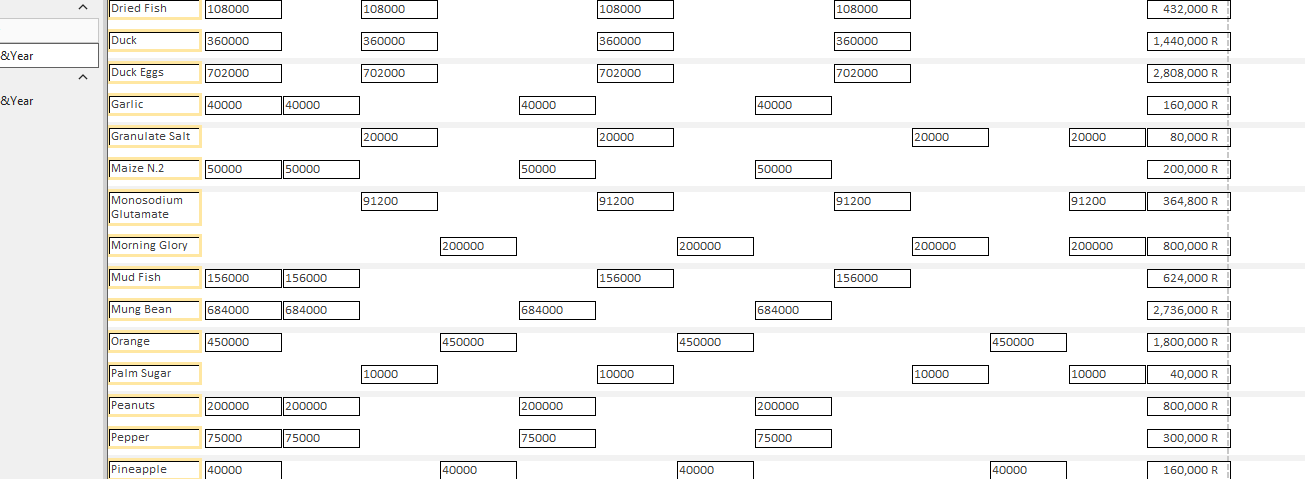 Dried Fish 108000 108000 108000 108000 432,000 R
Duck 360000 360000 360000 360000 1,440,000 R
&Year
Duck Eggs 702000 702000 702000 702000 2,808,000 R
&Year
Garlic 40000 40000 40000 40000 160,000 R
Granulate Salt 20000 20000 20000 20000 80,000 R
Maize N.2 50000 50000 50000 50000 200,000 R
Monosodium 91200 91200 91200 91200 364,800 R
Glutamate
Morning Glory 200000 200000 200000 200000 800,000 R
Mud Fish 156000 156000 156000 156000 624,000 R
Mung Bean 684000 684000 684000 684000 2,736,000 R
Orange 450000 450000 450000 450000 1,800,000 R
Palm Sugar 10000 10000 10000 10000 40,000 R
Peanuts 200000 200000 200000 200000 800,000 R
Pepper 75000 75000 75000 75000 300,000 R
Pineapple 40000 40000 40000 40000 160,000 R